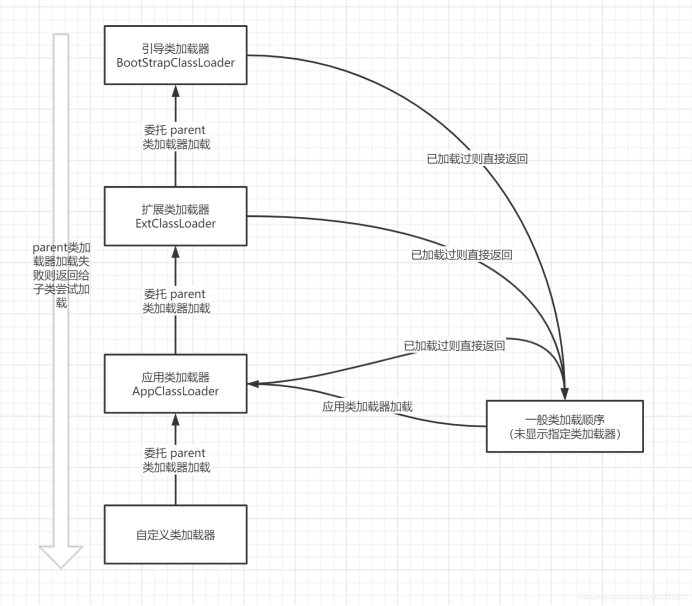 引导类加载器
BootStrapClassLoader
委托 parent
类加载器加载
已加载过则直接返回
扩展类加载器
ExtClassLoader
parent类加
载器加载失
败则返回给
子类尝试加
载
已加载过则直接返回
委托 parent
类加载器加载
已加载过则直接返回
应用类加载器
AppClassLoader
应用类加载器加载
一般类加载顺序
（未显示指定类加载器）
委托 parent
类加载器加载
自定义类加载器